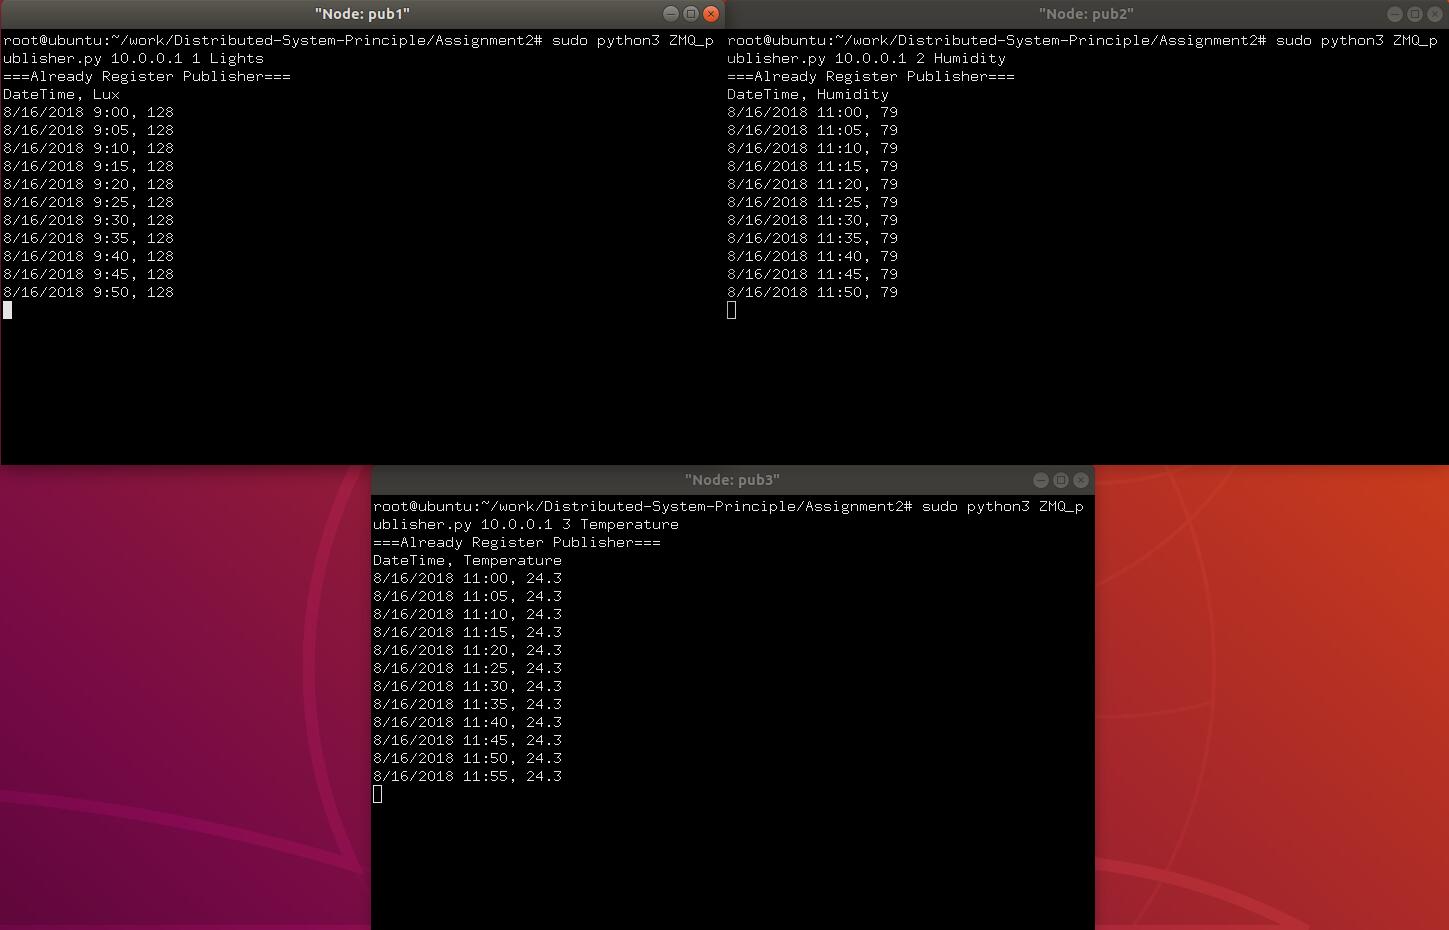 "Node: pub1"
root@ubuntu:~/work/Distributed-System-Principle/Assignment2# sudo python3 ZMQ_p
ublisher.py 10.0.0.1 1 Lights
===Already Register Publisher===
DateTime, Lux
8/16/2018 9:00, 128
8/16/2018 9:05, 128
8/16/2018 9:10, 128
8/16/2018 9:15, 128
8/16/2018 9:20, 128
8/16/2018 9:25, 128
8/16/2018 9:30, 128
8/16/2018 9:35, 128
8/16/2018 9:40, 128
8/16/2018 9:45, 128
8/16/2018 9:50, 128
"Node: pub2"
root@ubuntu:~/work/Distributed-System-Principle/Assignment2# sudo python3 ZMQ_p
ublisher.py 10.0.0.1 2 Humidity
===Already Register Publisher===
DateTime, Humidity
8/16/2018 11:00, 79
8/16/2018 11:05, 79
8/16/2018 11:10, 79
8/16/2018 11:15, 79
8/16/2018 11:20, 79
8/16/2018 11:25, 79
8/16/2018 11:30, 79
8/16/2018 11:35, 79
8/16/2018 11:40, 79
8/16/2018 11:45, 79
8/16/2018 11:50, 79
"Node: pub3"
root@ubuntu:~/work/Distributed-System-Principle/Assignment2# sudo python3 ZMQ_p
ublisher.py 10.0.0.1 3 Temperature
===Already Register Publisher===
DateTime, Temperature
8/16/2018 11:00, 24.3
8/16/2018 11:05, 24.3
8/16/2018 11:10, 24.3
8/16/2018 11:15, 24.3
8/16/2018 11:20, 24.3
8/16/2018 11:25, 24.3
8/16/2018 11:30, 24.3
8/16/2018 11:35, 24.3
8/16/2018 11:40, 24.3
8/16/2018 11:45, 24.3
8/16/2018 11:50, 24.3
8/16/2018 11:55, 24.3